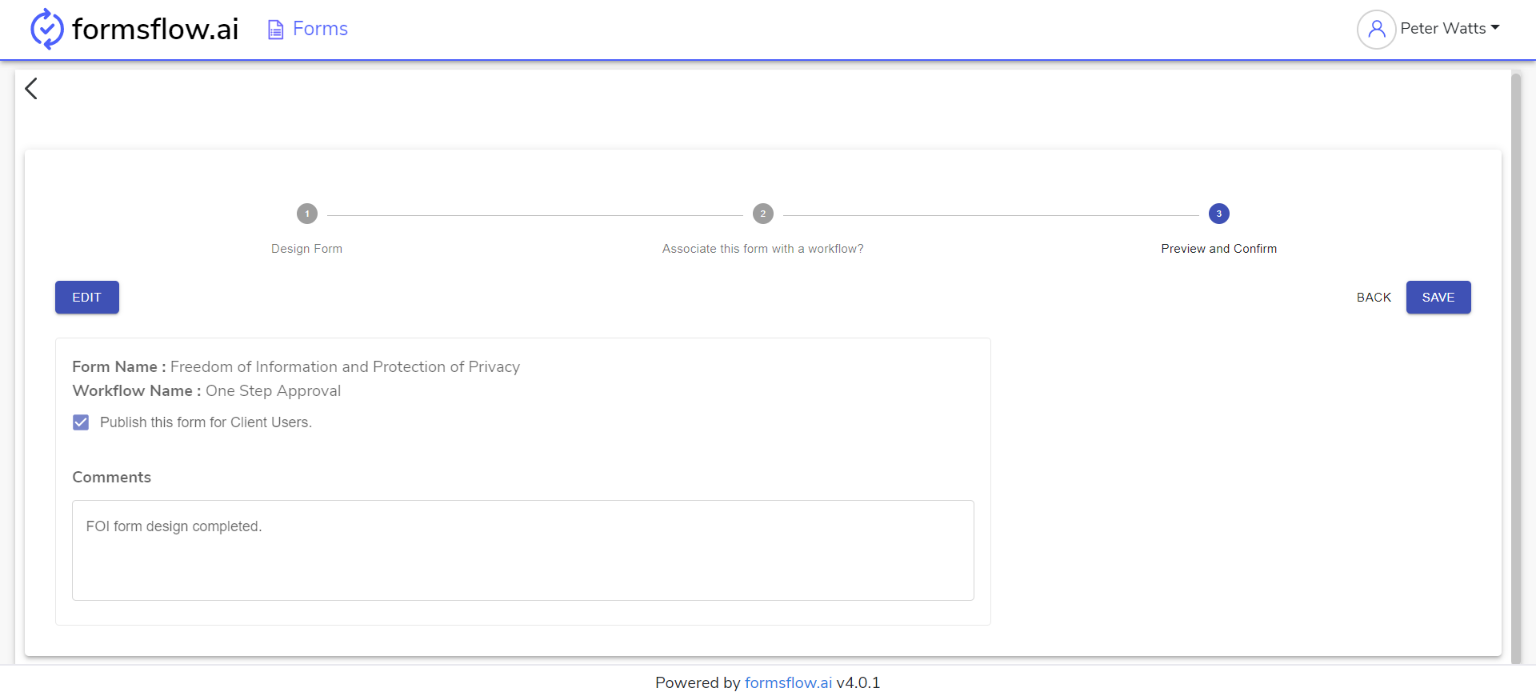 formsflow.ai Forms Peter Watts
1 2 3
Design Form Associate this form with a workflow? Preview and Confirm
EDIT BACK SAVE
Form Name : Freedom of Information and Protection of Privacy
Workflow Name : One Step Approval
Publish this form for Client Users.
Comments
FOI form design completed.
Powered by formsflow.ai v4.0.1